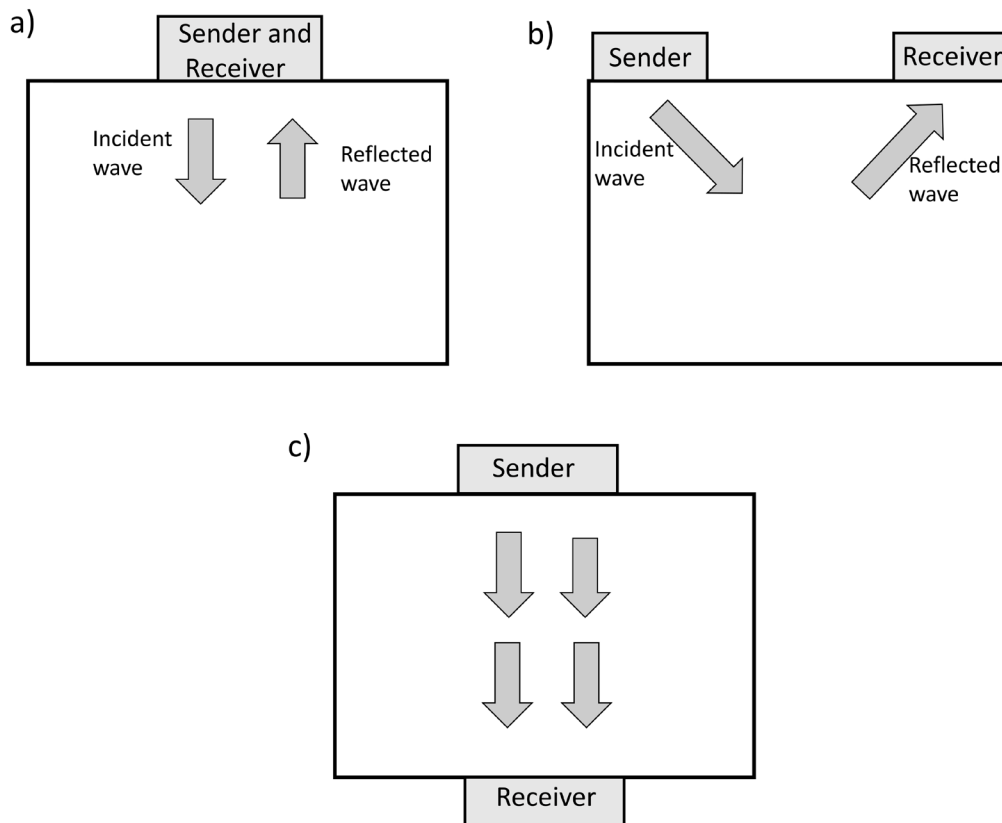 a)
Sender and
Receiver
Incident
wave
Reflected
wave
b)
Sender
Receiver
Incident
wave
Reflected
wave
c)
Sender
Receiver